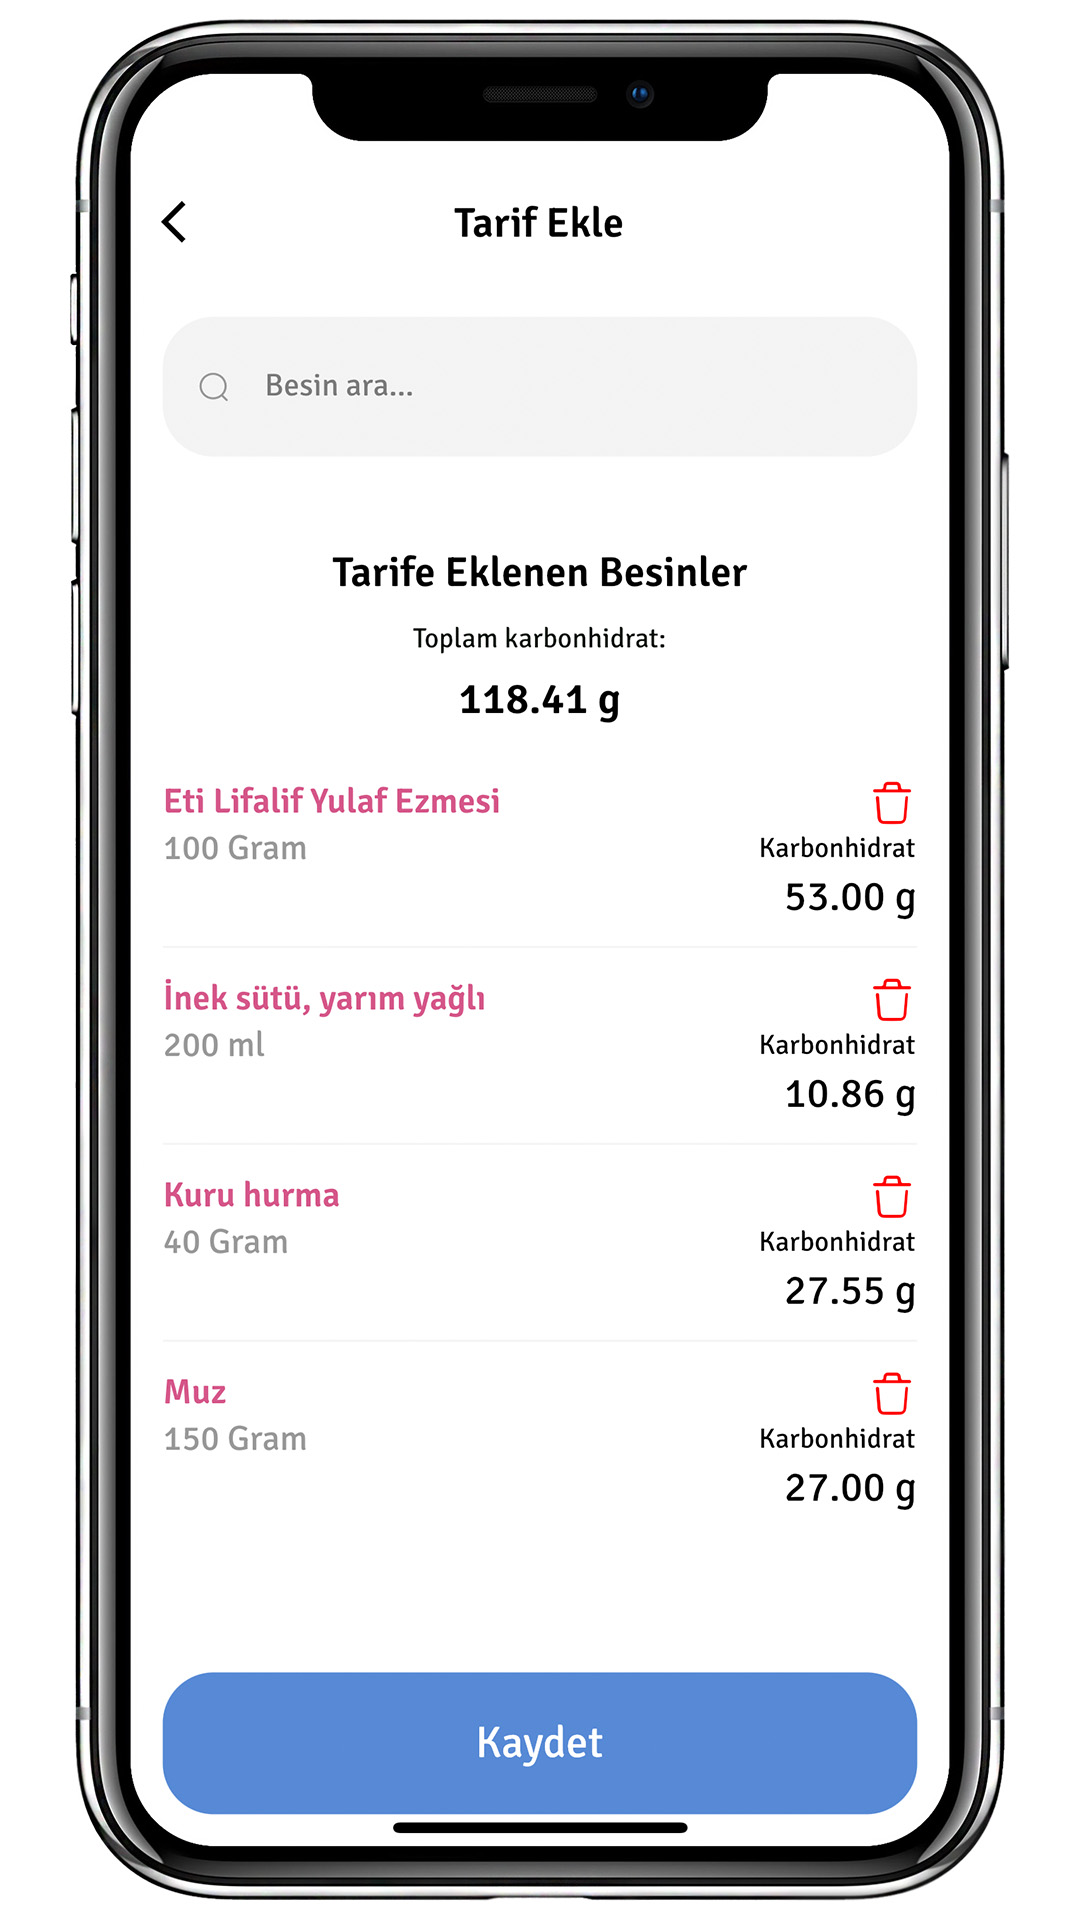 Tarif Ekle
Besin ara...
Tarife Eklenen Besinler
Toplam karbonhidrat:
118.41 g
Eti Lifalif Yulaf Ezmesi
100 Gram
Karbonhidrat
53.00 g
İnek sütü, yarım yağlı
200 ml
Karbonhidrat
10.86 g
Kuru hurma
40 Gram
Karbonhidrat
27.55 g
Muz
150 Gram
Karbonhidrat
27.00 g
Kaydet